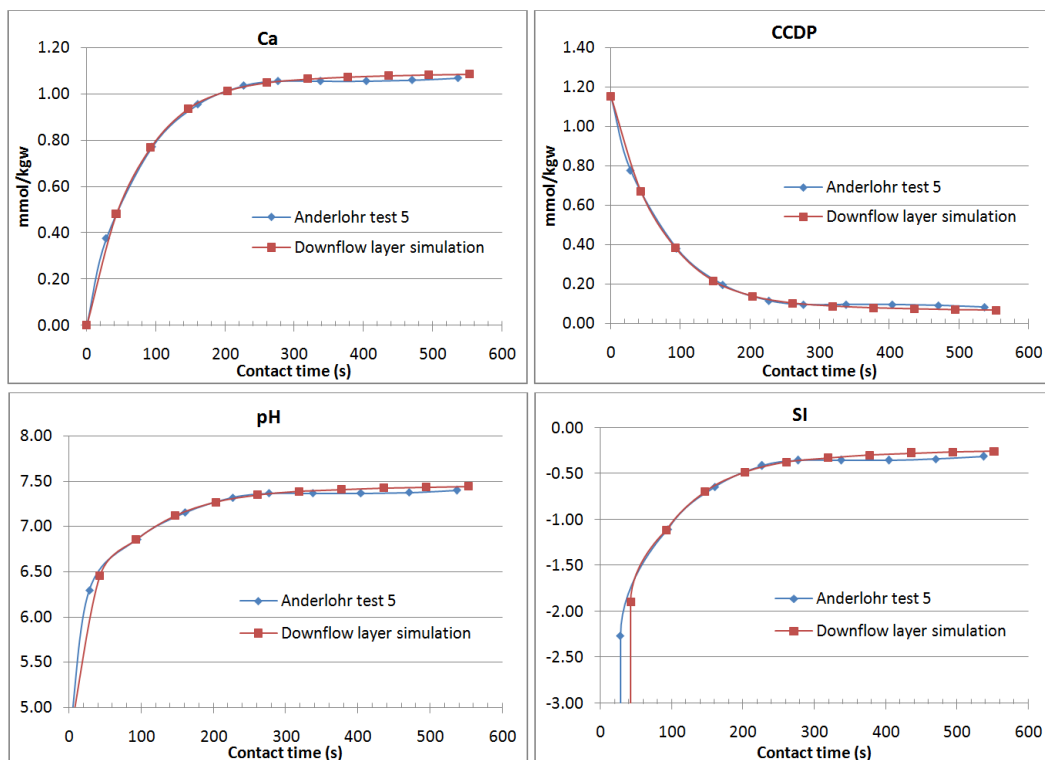 Ca
1.20
1.00
0.80
0.60
0.40
0.20
0.00
mmol/kgw
Anderlohr test 5
Downflow layer simulation
0 100 200 300 400 500 600
Contact time (s)
CCDP
1.40
1.20
1.00
0.80
0.60
0.40
0.20
0.00
mmol/kgw
Anderlohr test 5
Downflow layer simulation
0 100 200 300 400 500 600
Contact time (s)
pH
8.00
7.50
7.00
6.50
6.00
5.50
5.00
Anderlohr test 5
Downflow layer simulation
0 100 200 300 400 500 600
Contact time (s)
SI
0.00
-0.50
-1.00
-1.50
-2.00
-2.50
-3.00
Anderlohr test 5
Downflow layer simulation
0 100 200 300 400 500 600
Contact time (s)